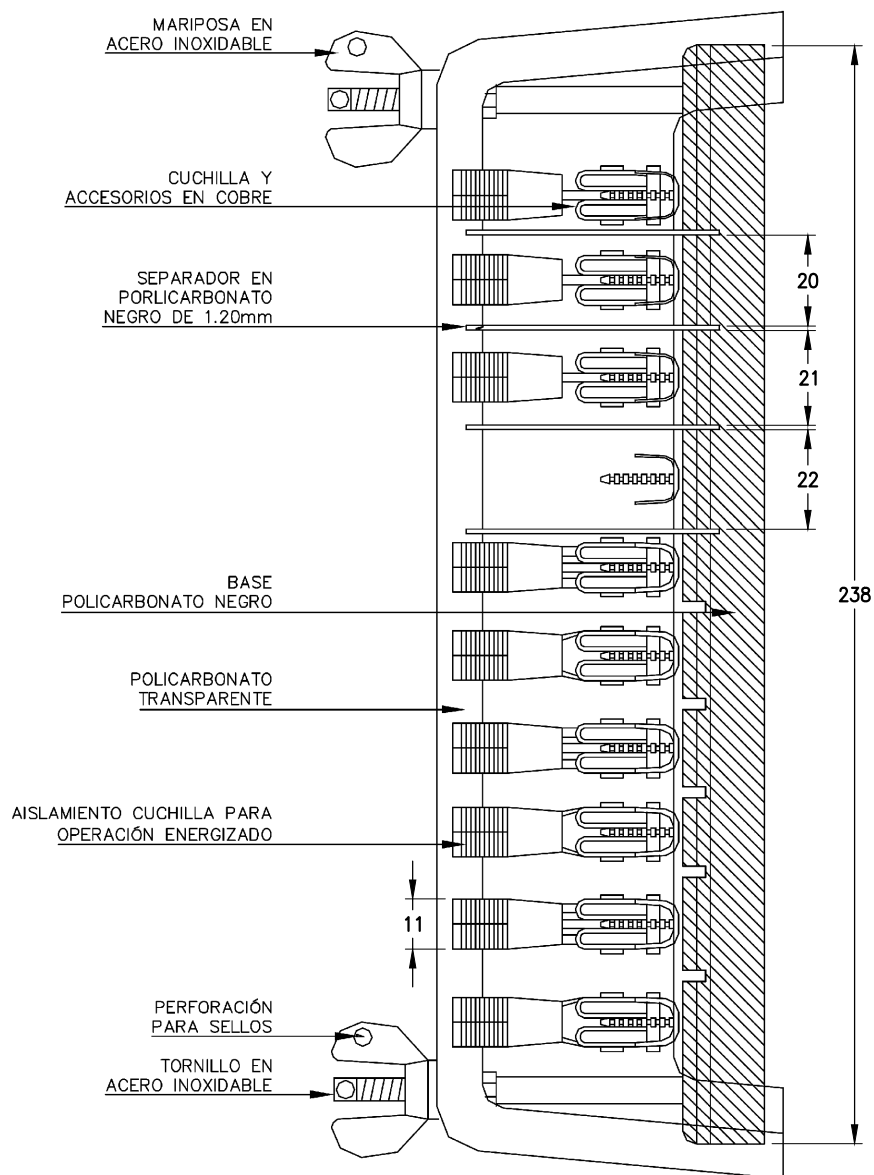 MARIPOSA EN
ACERO INOXIDABLE
CUCHILLA Y
ACCESORIOS EN COBRE
SEPARADOR EN
PORLICARBONATO
NEGRO DE 1.20mm
20
21
22
BASE
POLICARBONATO NEGRO
238
POLICARBONATO
TRANSPARENTE
AISLAMIENTO CUCHILLA PARA
OPERACIÓN ENERGIZADO
11
PERFORACIÓN
PARA SELLOS
TORNILLO EN
ACERO INOXIDABLE